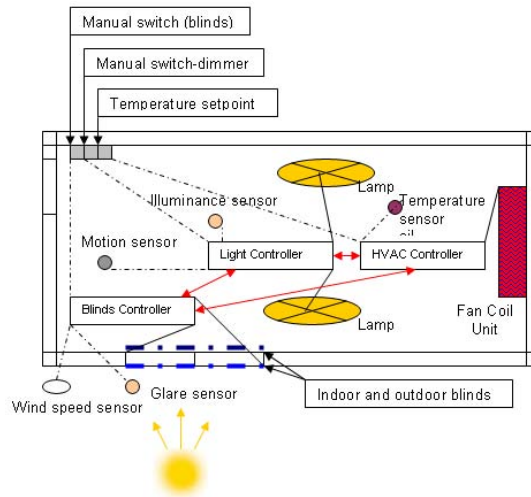 Manual switch (blinds)
Manual switch-dimmer
Temperature setpoint
Lamp
Illuminance sensor
Temperature
sensor
Motion sensor
Light Controller
HVAC Controller
Blinds Controller
Lamp
Fan Coil
Unit
Wind speed sensor
Glare sensor
Indoor and outdoor blinds